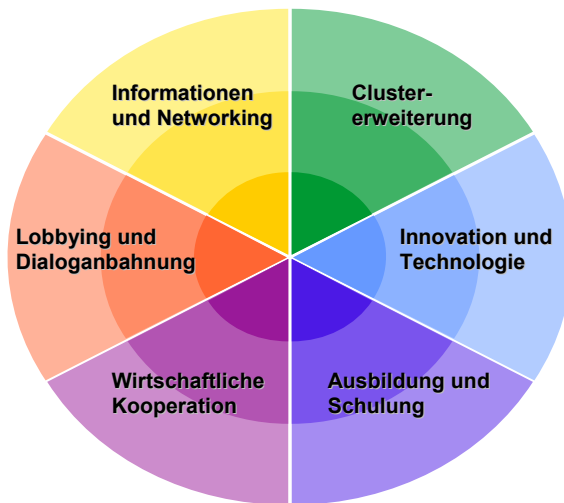 Informationen
und Networking
Cluster-
erweiterung
Lobbying und
Dialoganbahnung
Innovation und
Technologie
Wirtschaftliche
Kooperation
Ausbildung und
Schulung